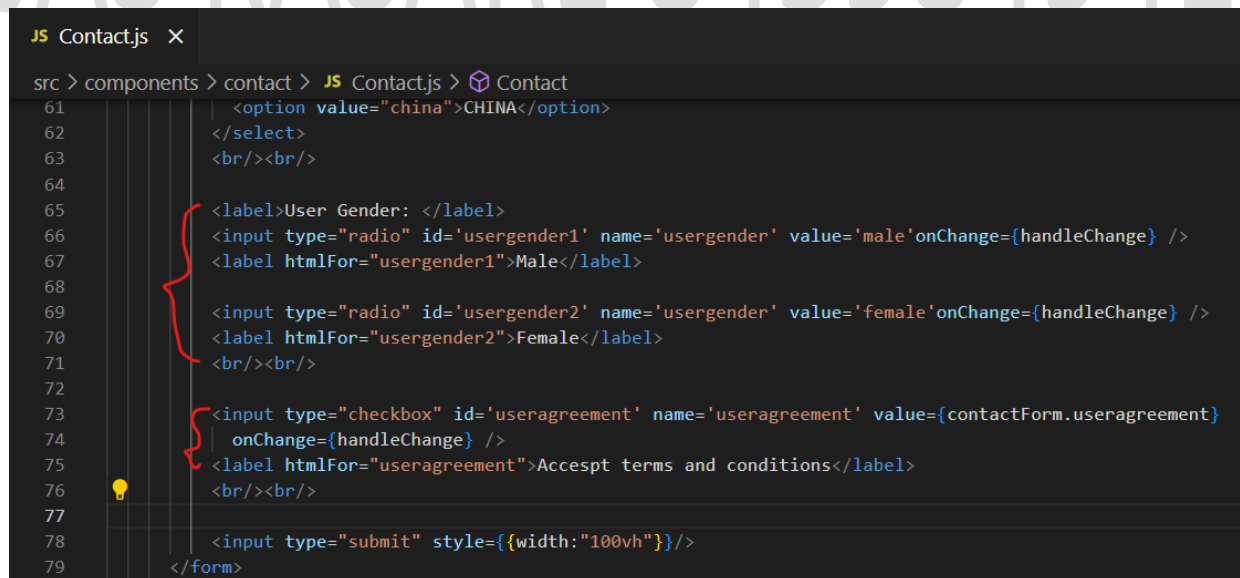 JS Contact.js ×
src > components > contact > JS Contact.js > Contact
61 <option value="china">CHINA</option>
62 </select>
63 <br/><br/>
64
65 <label>User Gender: </label>
66 <input type="radio" id='usergender1' name='usergender' value='male'onChange={handleChange} />
67 <label htmlFor="usergender1">Male</label>
68
69 <input type="radio" id='usergender2' name='usergender' value='female'onChange={handleChange} />
70 <label htmlFor="usergender2">Female</label>
71 <br/><br/>
72
73 <input type="checkbox" id='useragreement' name='useragreement' value={contactForm.useragreement}
74 onChange={handleChange} />
75 <label htmlFor="useragreement">Accespt terms and conditions</label>
76 <br/><br/>
77
78 <input type="submit" style={{width:"100vh"}}/>
79 </form>